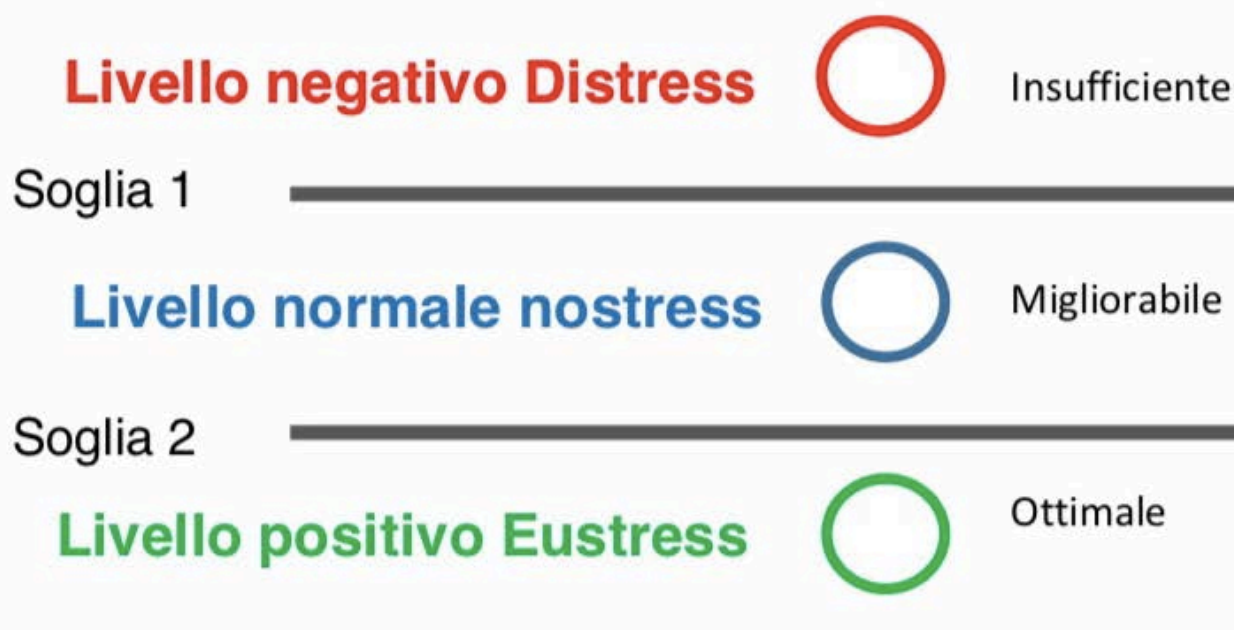 Livello negativo Distress Insufficiente
Soglia 1
Livello normale nostress Migliorabile
Soglia 2
Livello positivo Eustress Ottimale